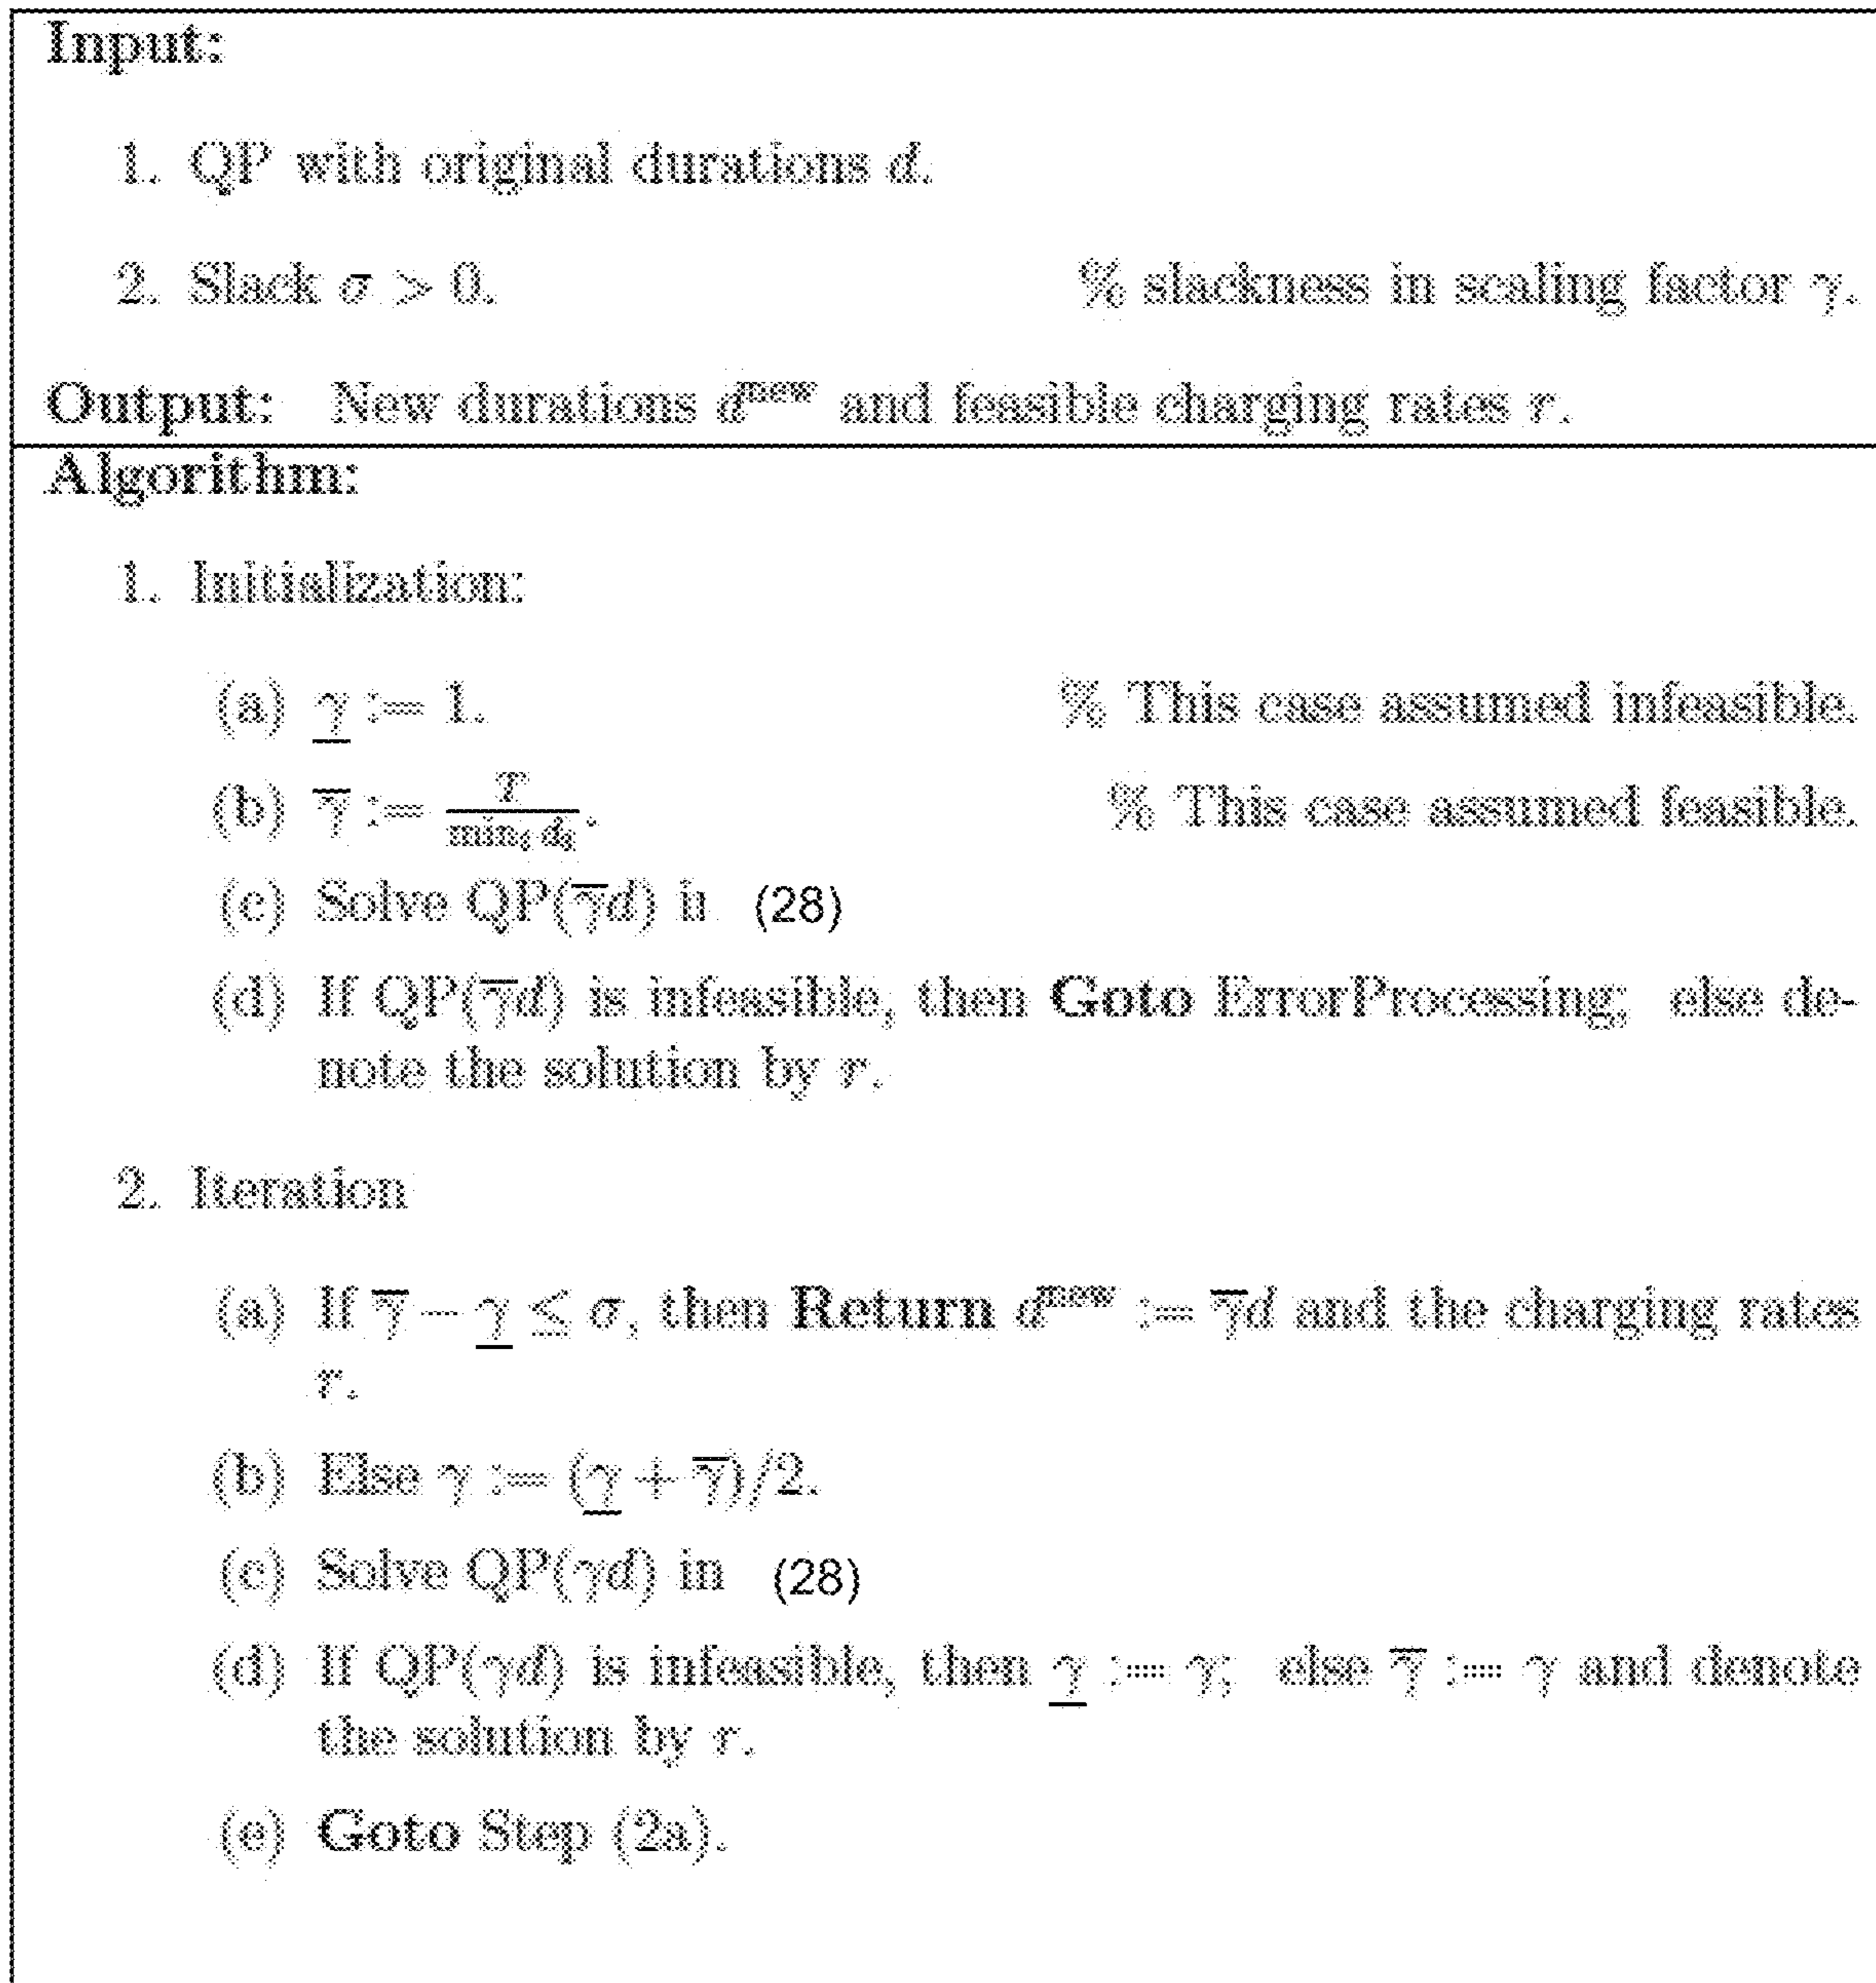 Input:
1. QP with original durations d.
2. Slack σ > 0. % slackness in scaling factor γ.
Output: New durations d^new and feasible charging rates r.
Algorithm:
1. Initialization:
(a) γ̲ := 1. % This case assumed infeasible.
(b) γ̅ := T / min_i d_i. % This case assumed feasible.
(c) Solve QP(γ̅d) i (28)
(d) If QP(γ̅d) is infeasible, then Goto ErrorProcessing; else de-
note the solution by r.
2. Iteration
(a) If γ̅ − γ̲ ≤ σ, then Return d^new := γ̅d and the charging rates
r.
(b) Else γ := (γ̲ + γ̅)/2.
(c) Solve QP(γd) in (28)
(d) If QP(γd) is infeasible, then γ̲ := γ; else γ̅ := γ and denote
the solution by r.
(e) Goto Step (2a).